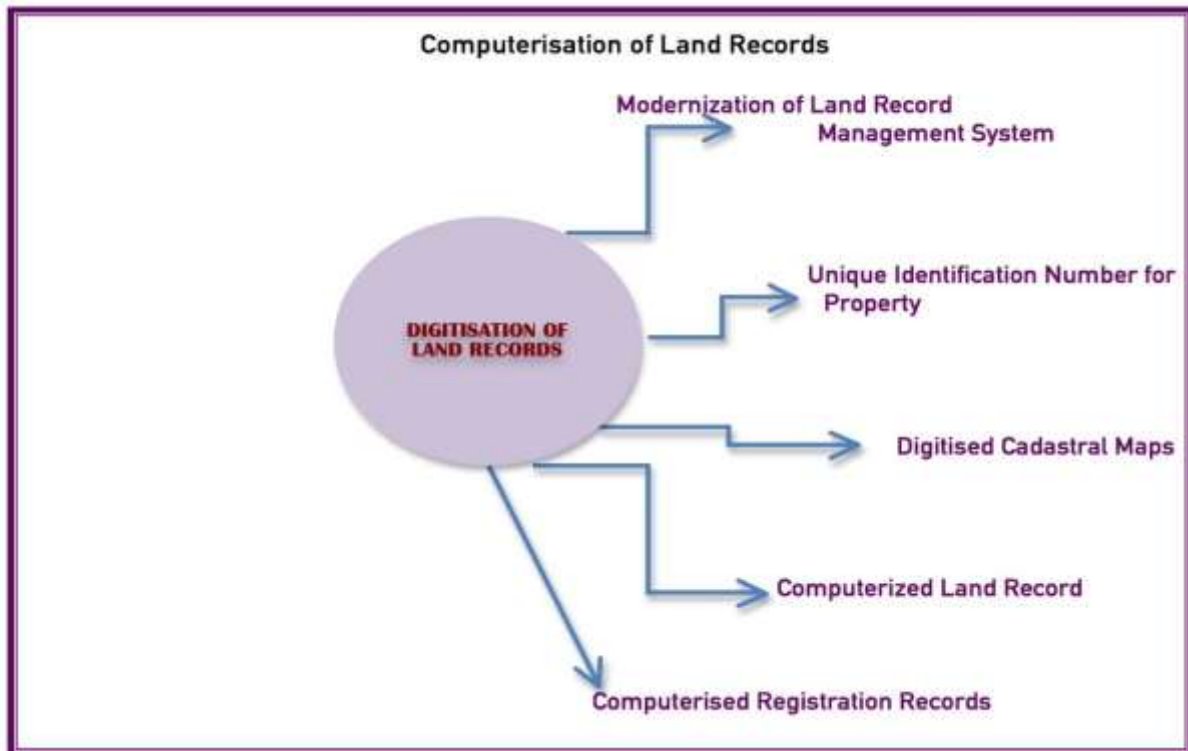 Computerisation of Land Records
Modernization of Land Record
Management System
Unique Identification Number for
Property
DIGITISATION OF
LAND RECORDS
Digitised Cadastral Maps
Computerized Land Record
Computerised Registration Records